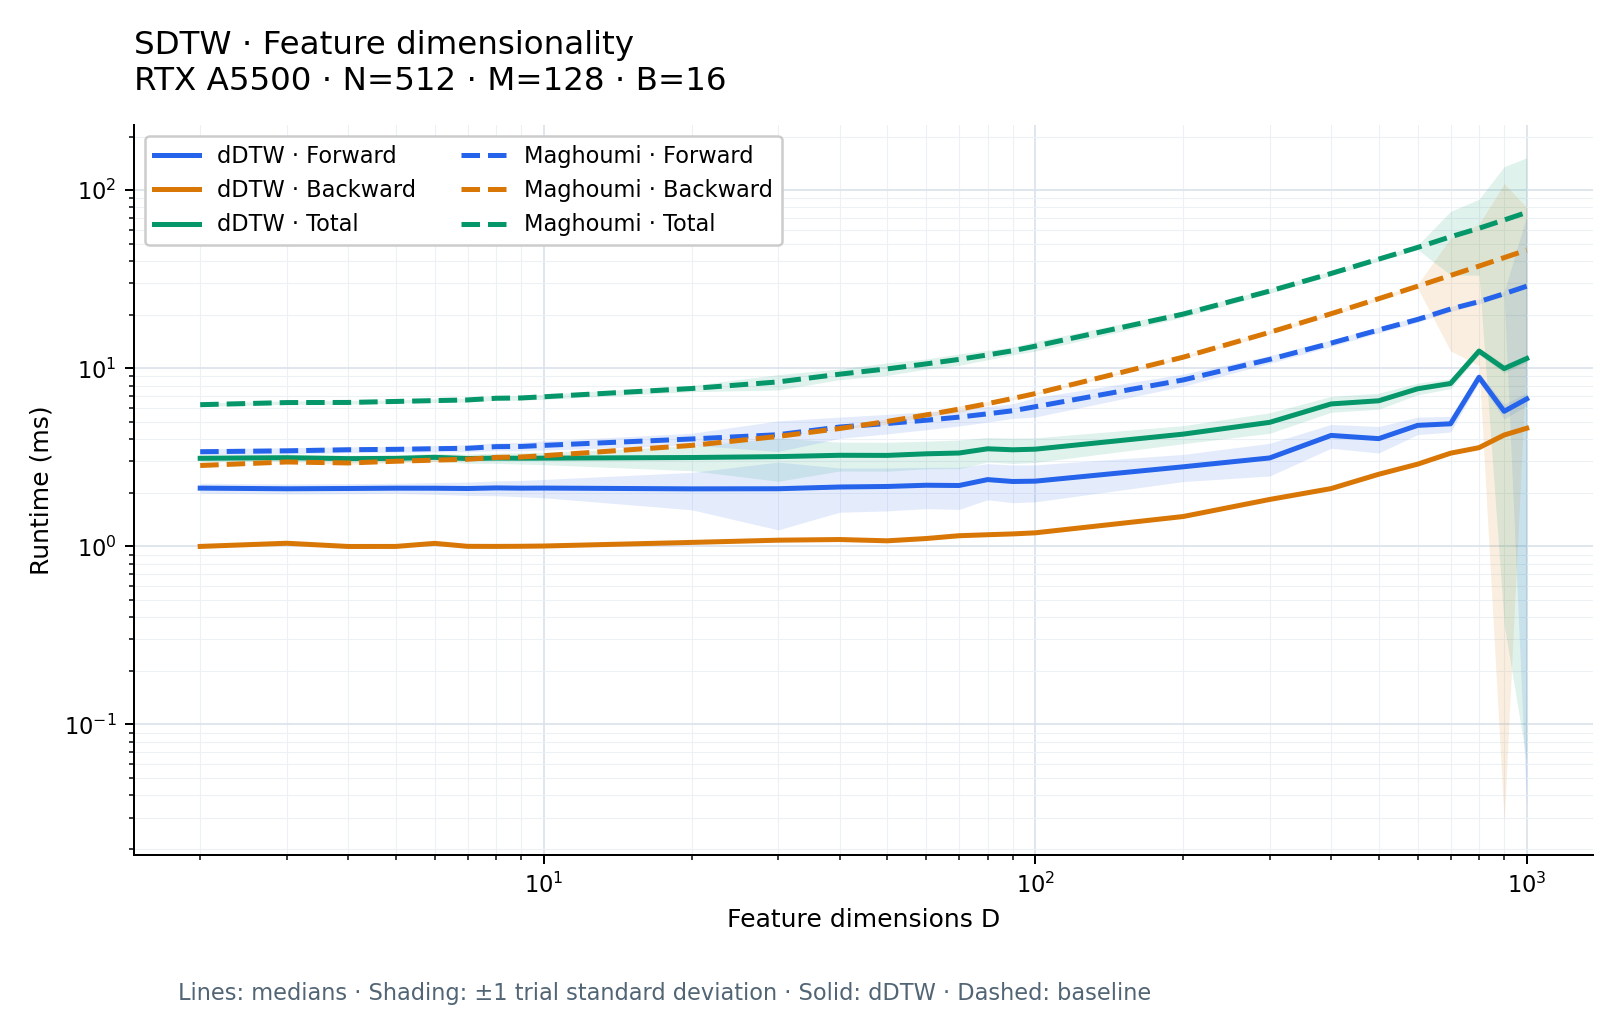 SDTW · Feature dimensionality
RTX A5500 · N=512 · M=128 · B=16
dDTW · Forward
dDTW · Backward
dDTW · Total
Maghoumi · Forward
Maghoumi · Backward
Maghoumi · Total
Runtime (ms)
10²
10¹
10⁰
10⁻¹
10¹ 10² 10³
Feature dimensions D
Lines: medians · Shading: ±1 trial standard deviation · Solid: dDTW · Dashed: baseline